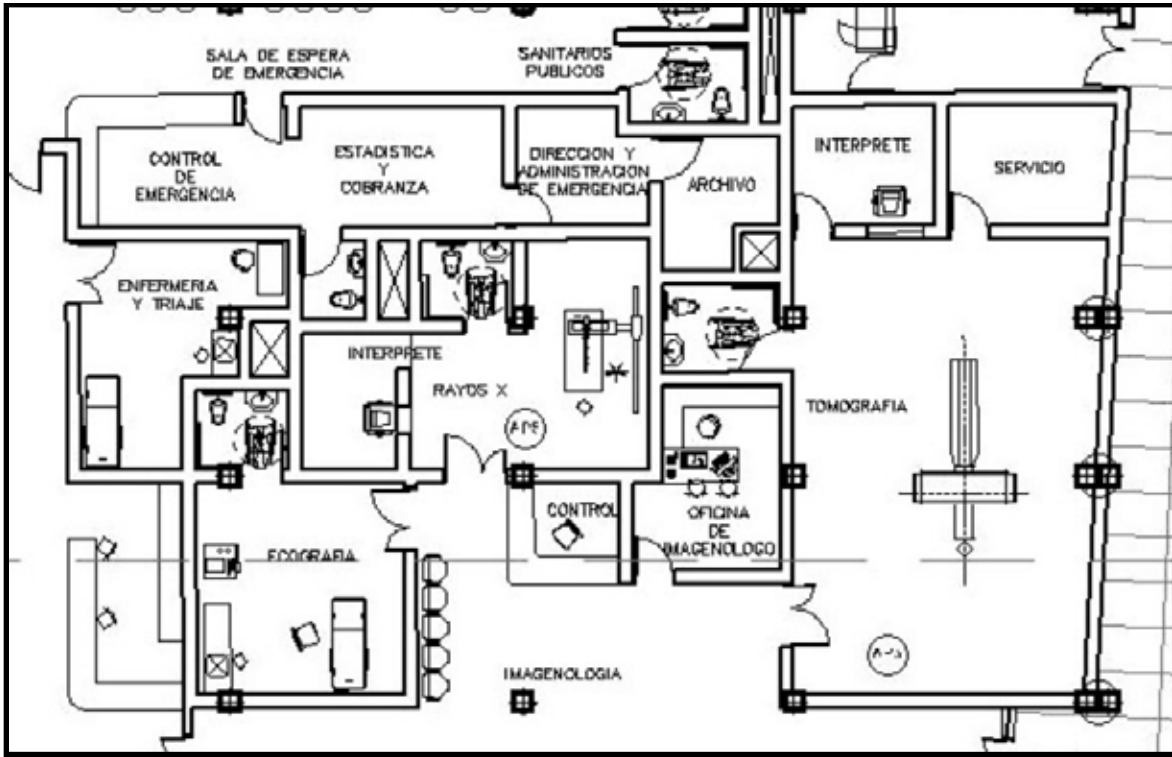 SALA DE ESPERA
DE EMERGENCIA
SANITARIOS
PUBLICOS
CONTROL
DE
EMERGENCIA
ESTADISTICA
Y
COBRANZA
DIRECCION Y
ADMINISTRACION
DE EMERGENCIA
ARCHIVO
INTERPRETE
SERVICIO
ENFERMERIA
Y TRIAJE
INTERPRETE
RAYOS X
TOMOGRAFIA
CONTROL
OFICINA
DE
IMAGENOLOGO
ECOGRAFIA
IMAGENOLOGIA